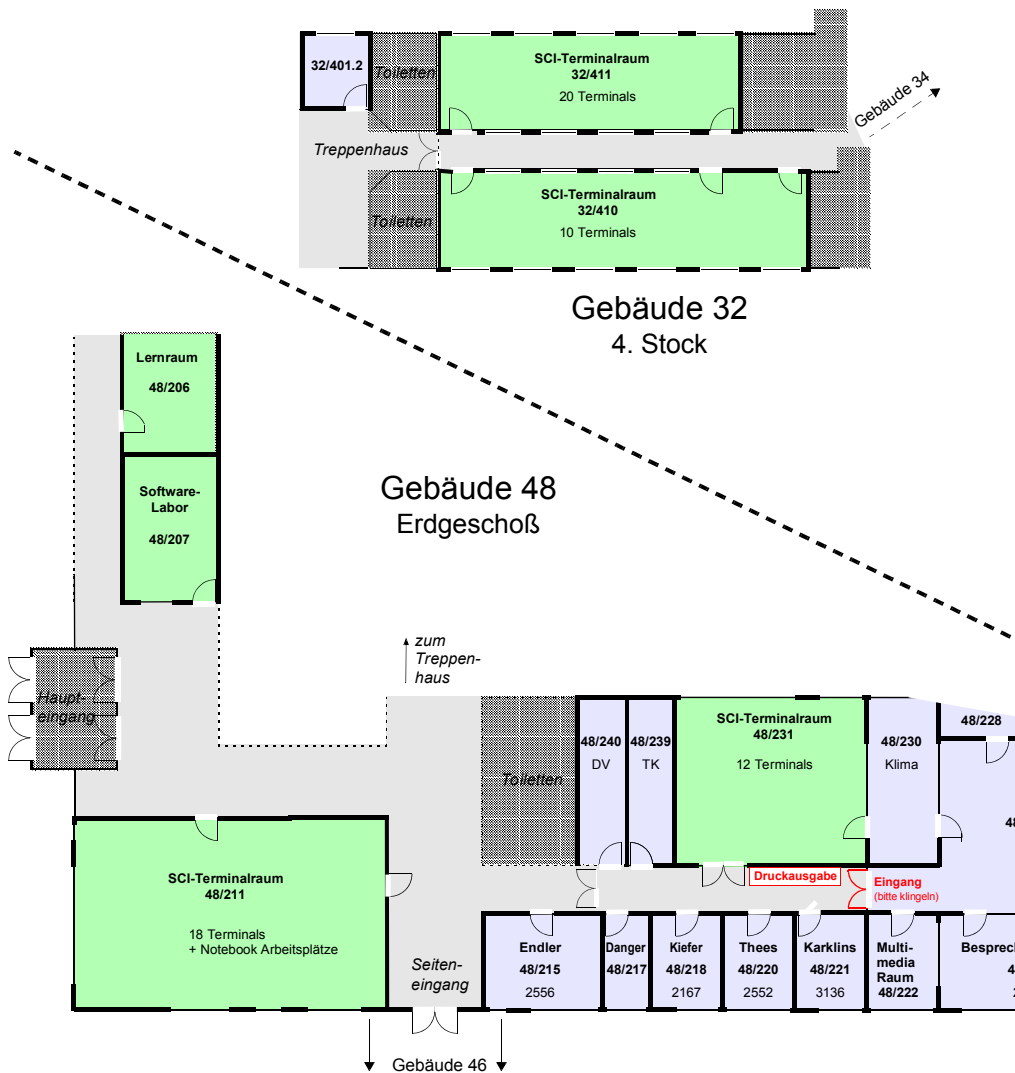 32/401.2
Toiletten
SCI-Terminalraum
32/411
20 Terminals
Gebäude 34
Treppenhaus
Toiletten
SCI-Terminalraum
32/410
10 Terminals
Gebäude 32
4. Stock
Lernraum
48/206
Software-
Labor
48/207
Gebäude 48
Erdgeschoß
zum
Treppen-
haus
Haupt-
eingang
Toiletten
48/240
DV
48/239
TK
SCI-Terminalraum
48/231
12 Terminals
48/230
Klima
48/228
48
Druckausgabe
Eingang
(bitte klingeln)
SCI-Terminalraum
48/211
18 Terminals
+ Notebook Arbeitsplätze
Seiten-
eingang
Endler
48/215
2556
Danger
48/217
Kiefer
48/218
2167
Thees
48/220
2552
Karklins
48/221
3136
Multi-
media
Raum
48/222
Besprec
4
2
Gebäude 46